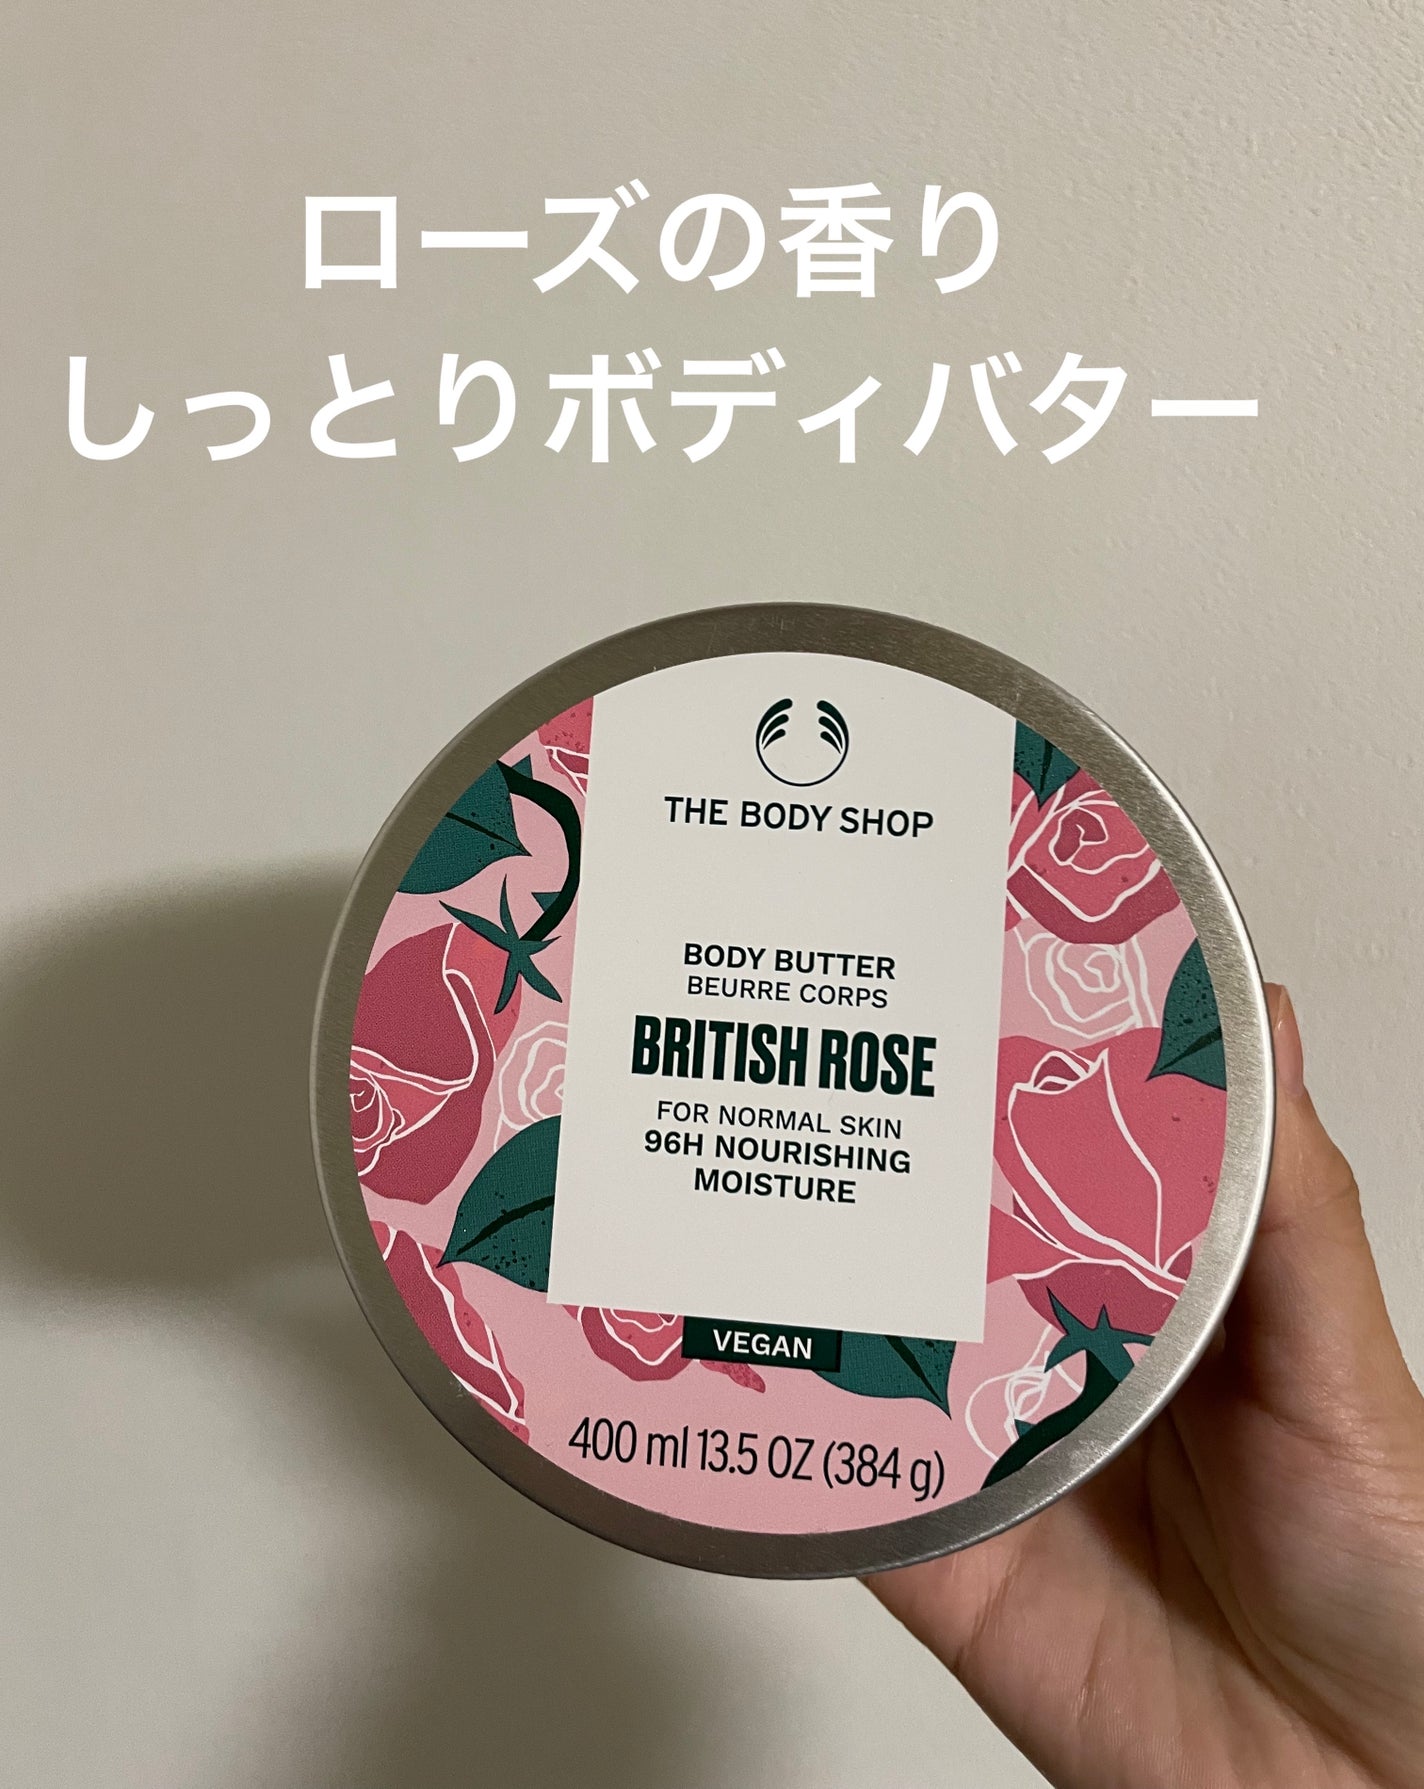 ローズの香り
しっとりボディバター
THE BODY SHOP
BODY BUTTER
BEURRE CORPS
BRITISH ROSE
FOR NORMAL SKIN
96H NOURISHING
MOISTURE
VEGAN
400 ml 13.5 OZ (384 g)